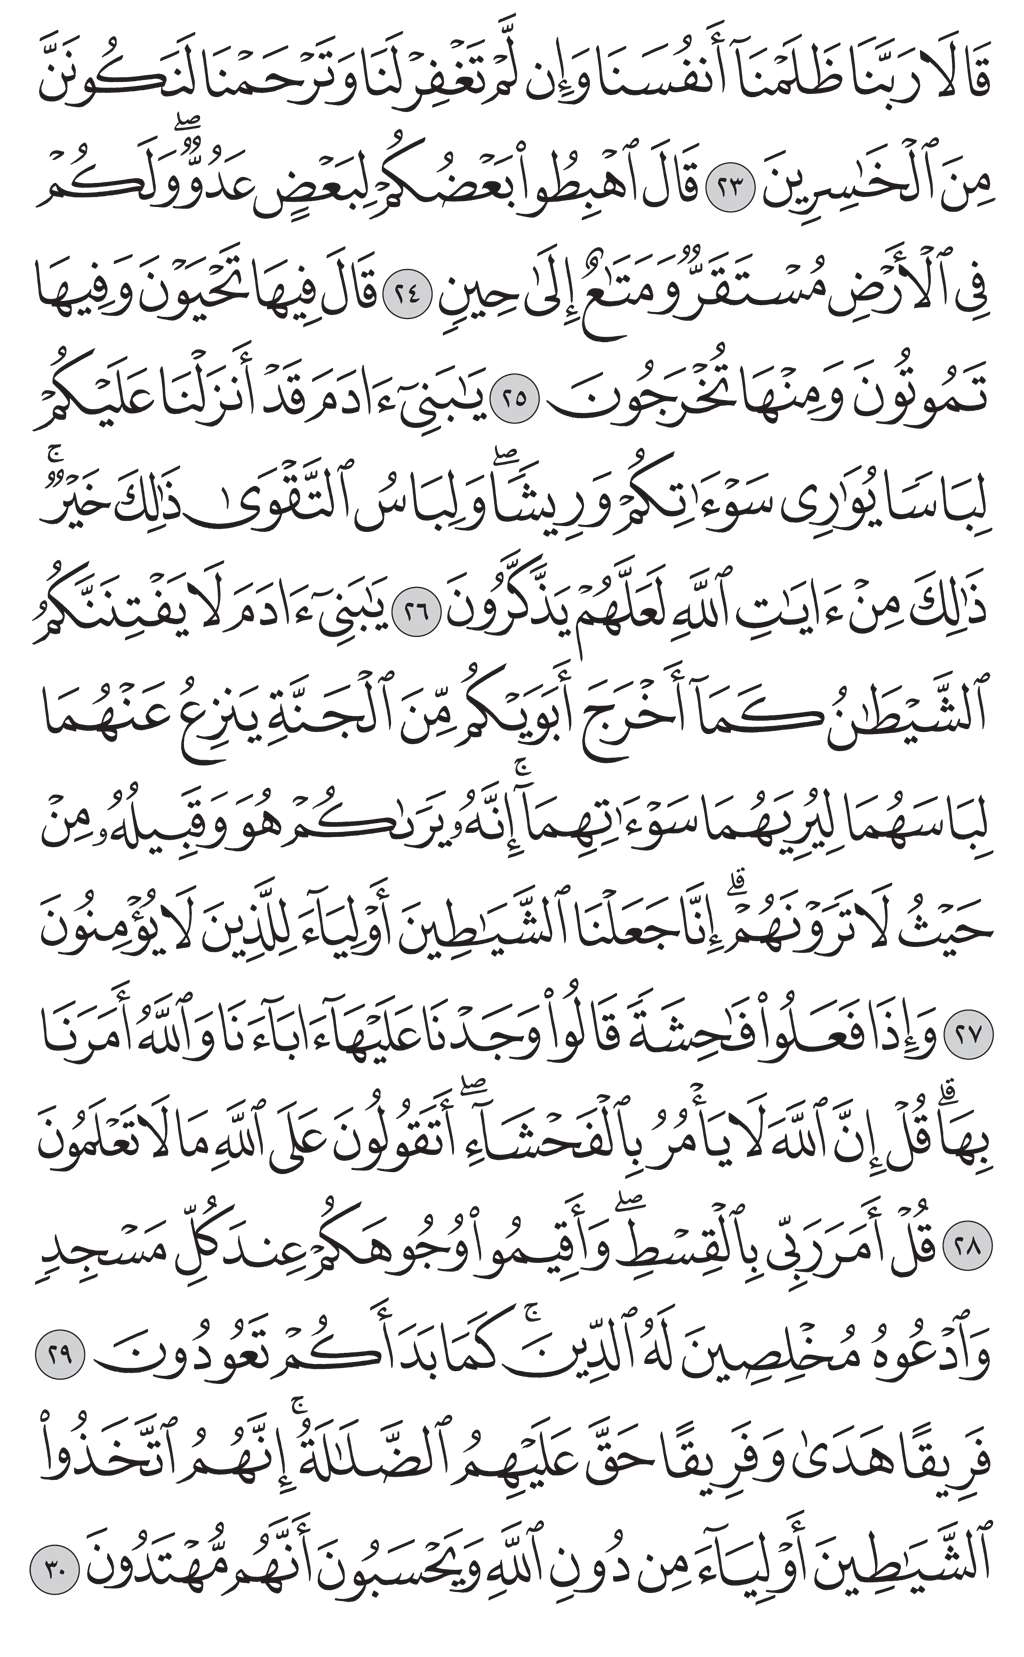 قَالَا رَبَّنَا ظَلَمْنَآ أَنفُسَنَا وَإِن لَّمْ تَغْفِرْ لَنَا وَتَرْحَمْنَا لَنَكُونَنَّ
مِنَ ٱلْخَـٰسِرِينَ ٢٣ قَالَ ٱهْبِطُوا۟ بَعْضُكُمْ لِبَعْضٍ عَدُوٌّ ۖ وَلَكُمْ
فِى ٱلْأَرْضِ مُسْتَقَرٌّ وَمَتَـٰعٌ إِلَىٰ حِينٍ ٢٤ قَالَ فِيهَا تَحْيَوْنَ وَفِيهَا
تَمُوتُونَ وَمِنْهَا تُخْرَجُونَ ٢٥ يَـٰبَنِىٓ ءَادَمَ قَدْ أَنزَلْنَا عَلَيْكُمْ
لِبَاسًا يُوَٰرِى سَوْءَٰتِكُمْ وَرِيشًا ۖ وَلِبَاسُ ٱلتَّقْوَىٰ ذَٰلِكَ خَيْرٌ ۚ
ذَٰلِكَ مِنْ ءَايَـٰتِ ٱللَّهِ لَعَلَّهُمْ يَذَّكَّرُونَ ٢٦ يَـٰبَنِىٓ ءَادَمَ لَا يَفْتِنَنَّكُمُ
ٱلشَّيْطَـٰنُ كَمَآ أَخْرَجَ أَبَوَيْكُم مِّنَ ٱلْجَنَّةِ يَنزِعُ عَنْهُمَا
لِبَاسَهُمَا لِيُرِيَهُمَا سَوْءَٰتِهِمَآ ۚ إِنَّهُۥ يَرَىٰكُمْ هُوَ وَقَبِيلُهُۥ مِنْ
حَيْثُ لَا تَرَوْنَهُمْ ۗ إِنَّا جَعَلْنَا ٱلشَّيَـٰطِينَ أَوْلِيَآءَ لِلَّذِينَ لَا يُؤْمِنُونَ
٢٧ وَإِذَا فَعَلُوا۟ فَـٰحِشَةً قَالُوا۟ وَجَدْنَا عَلَيْهَآ ءَابَآءَنَا وَٱللَّهُ أَمَرَنَا
بِهَا ۗ قُلْ إِنَّ ٱللَّهَ لَا يَأْمُرُ بِٱلْفَحْشَآءِ ۖ أَتَقُولُونَ عَلَى ٱللَّهِ مَا لَا تَعْلَمُونَ
٢٨ قُلْ أَمَرَ رَبِّى بِٱلْقِسْطِ ۖ وَأَقِيمُوا۟ وُجُوهَكُمْ عِندَ كُلِّ مَسْجِدٍ
وَٱدْعُوهُ مُخْلِصِينَ لَهُ ٱلدِّينَ ۚ كَمَا بَدَأَكُمْ تَعُودُونَ ٢٩
فَرِيقًا هَدَىٰ وَفَرِيقًا حَقَّ عَلَيْهِمُ ٱلضَّلَـٰلَةُ ۚ إِنَّهُمُ ٱتَّخَذُوا۟
ٱلشَّيَـٰطِينَ أَوْلِيَآءَ مِن دُونِ ٱللَّهِ وَيَحْسَبُونَ أَنَّهُم مُّهْتَدُونَ ٣٠